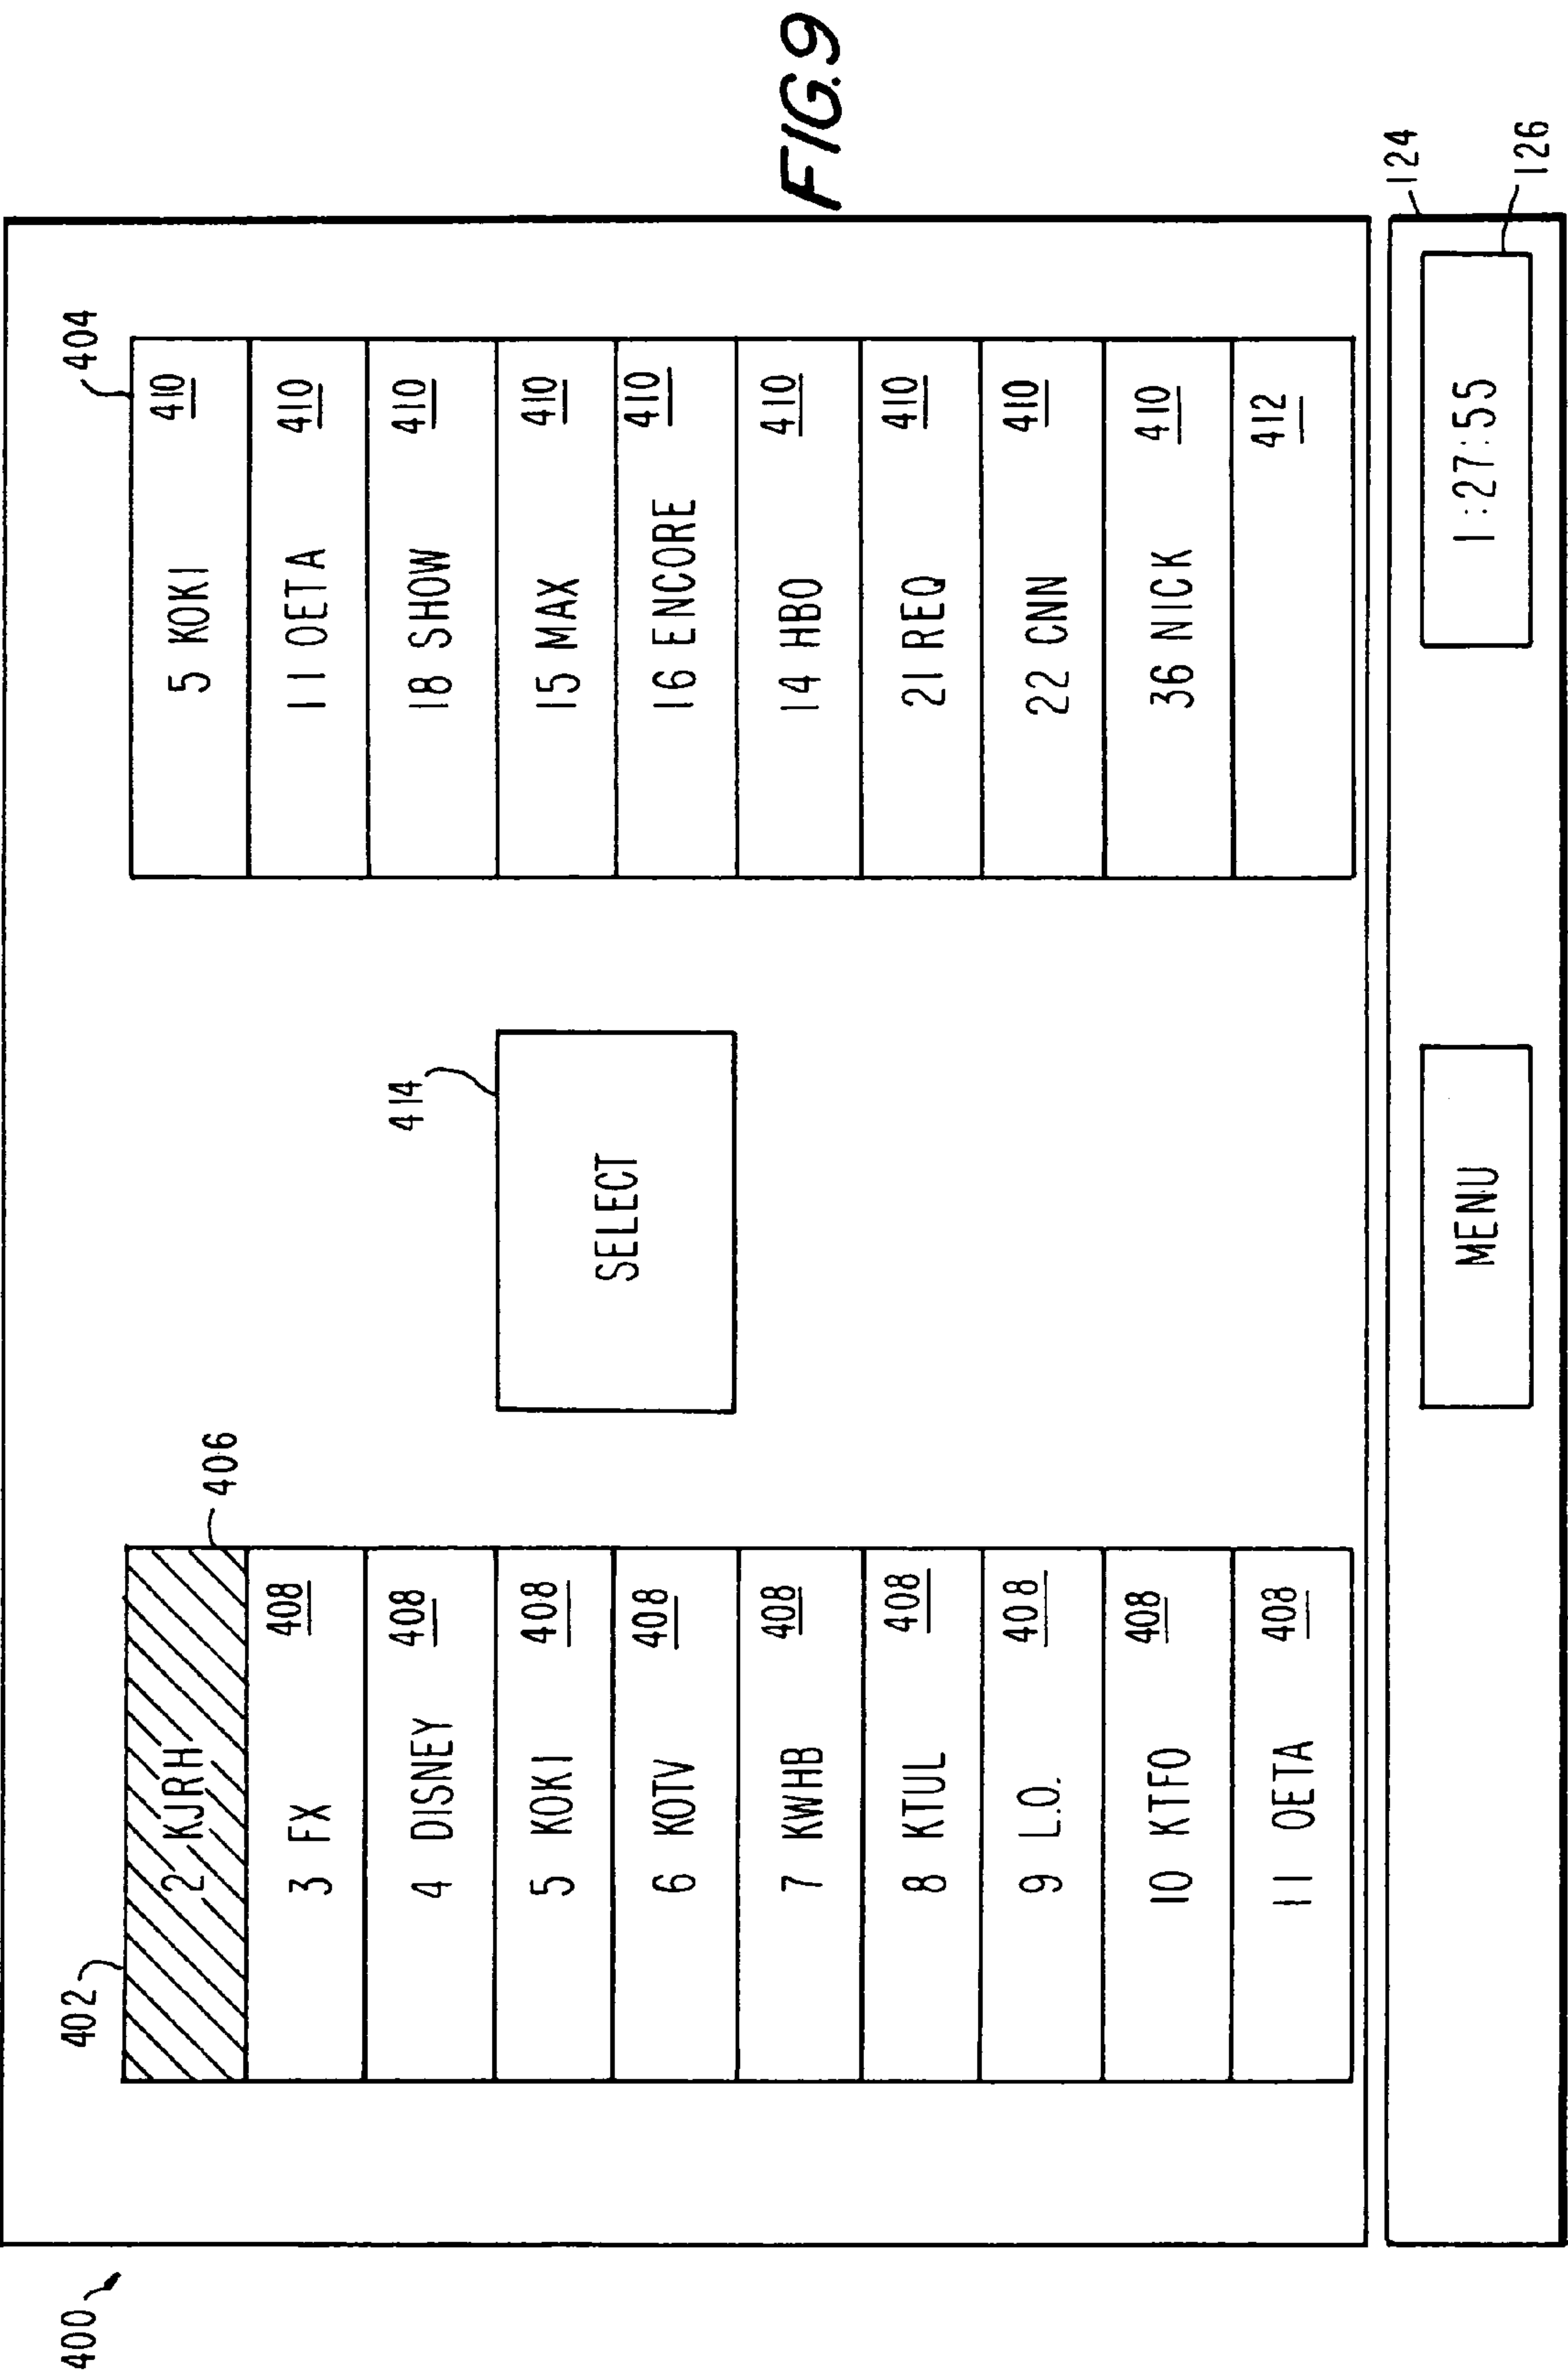 400
402
2 KJRH
406
3 FX 408
4 DISNEY 408
5 KOKI 408
6 KOTV 408
7 KWHB 408
8 KTUL 408
9 L.O. 408
10 KTFO 408
11 OETA 408
414
SELECT
404
5 KOKI 410
11 OETA 410
18 SHOW 410
15 MAX 410
16 ENCORE 410
14 HBO 410
21 REQ 410
22 CNN 410
36 NICK 410
412
MENU
1:27:55
124
126
FIG.9